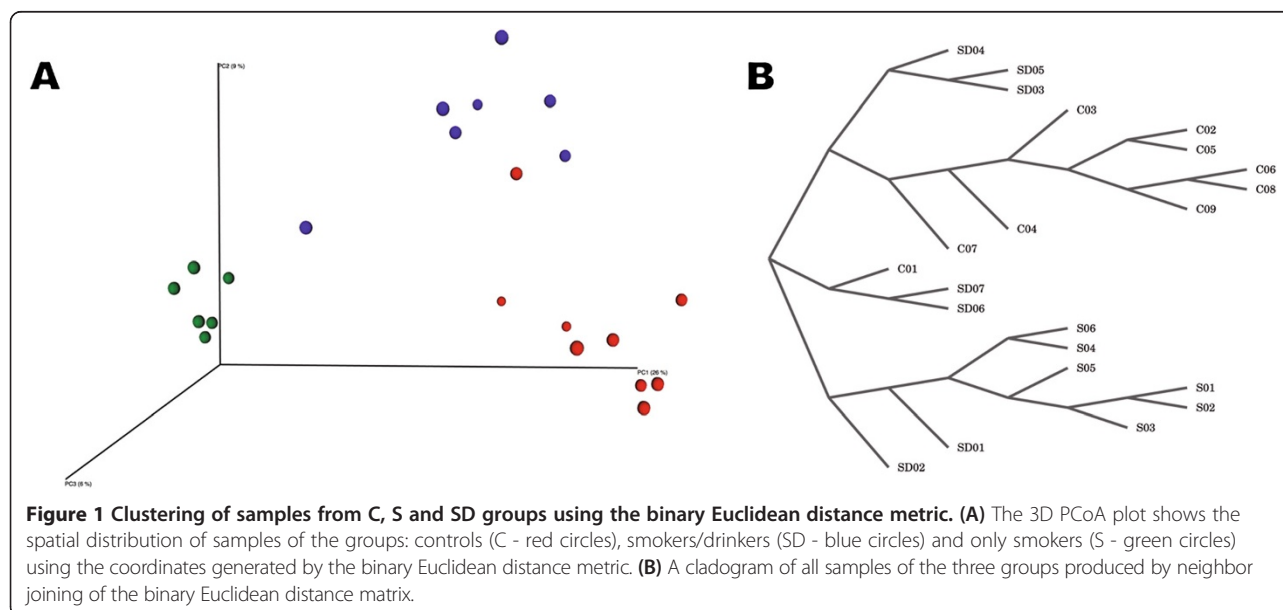 A
PC2 (9 %)
PC1 (26 %)
PC3 (6 %)
B
SD04
SD05
SD03
C03
C02
C05
C06
C08
C09
C04
C07
C01
SD07
SD06
S06
S04
S05
S01
S02
S03
SD01
SD02
Figure 1 Clustering of samples from C, S and SD groups using the binary Euclidean distance metric. (A) The 3D PCoA plot shows the
spatial distribution of samples of the groups: controls (C - red circles), smokers/drinkers (SD - blue circles) and only smokers (S - green circles)
using the coordinates generated by the binary Euclidean distance metric. (B) A cladogram of all samples of the three groups produced by neighbor
joining of the binary Euclidean distance matrix.